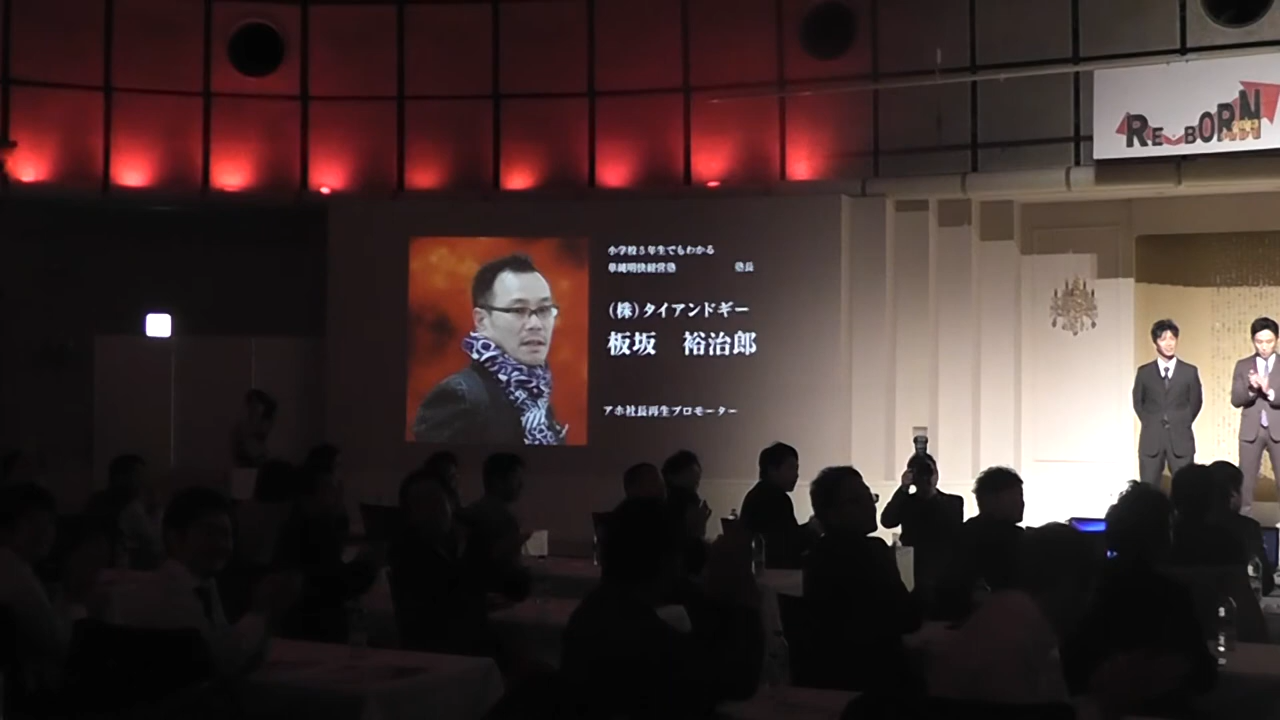 RE-BORN
小学校5年生でもわかる
単純明快経営塾 塾長
(株)タイアンドギー
板坂 裕治郎
アホ社長再生プロモーター